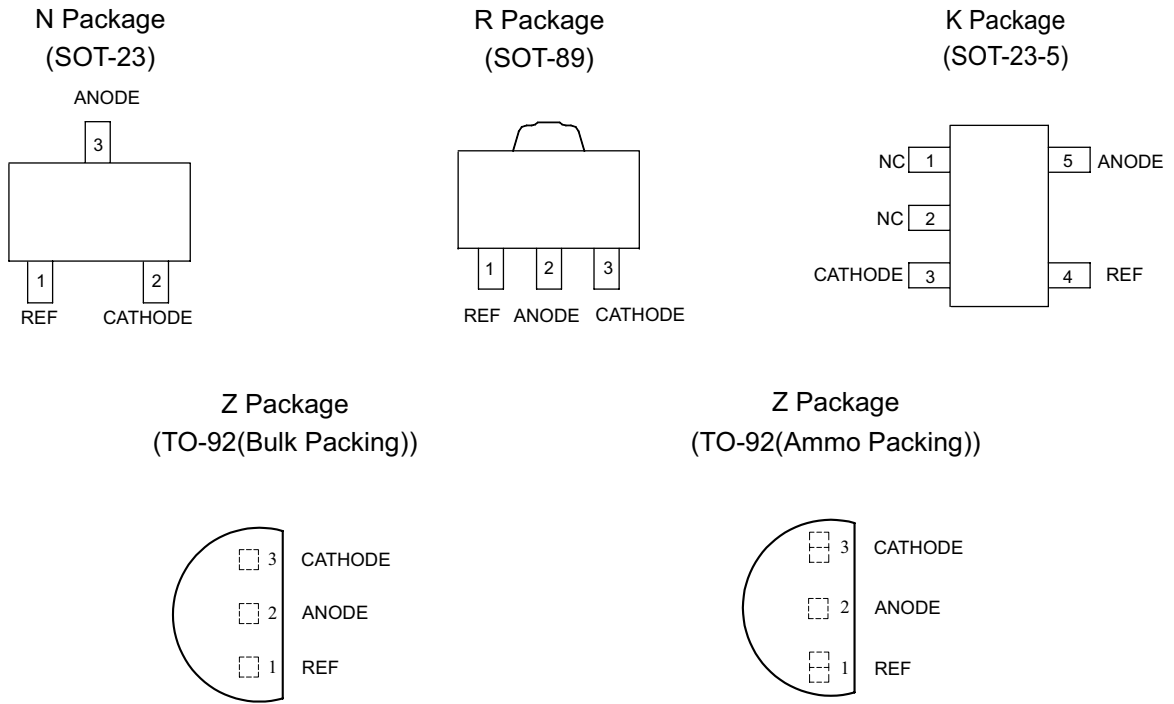 N Package
(SOT-23)
ANODE
3
1
2
REF CATHODE
R Package
(SOT-89)
1 2 3
REF ANODE CATHODE
K Package
(SOT-23-5)
NC 1
5 ANODE
NC 2
CATHODE 3
4 REF
Z Package
(TO-92(Bulk Packing))
3 CATHODE
2 ANODE
1 REF
Z Package
(TO-92(Ammo Packing))
3 CATHODE
2 ANODE
1 REF